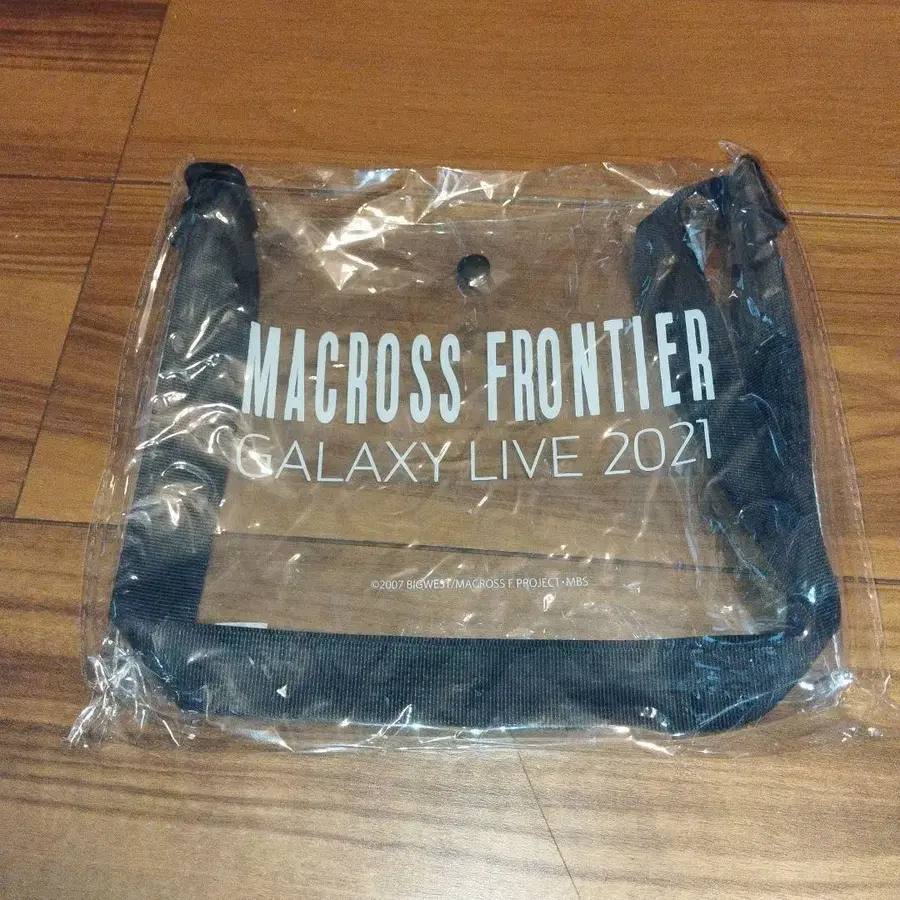 MACROSS FRONTIER
GALAXY LIVE 2021
©2007 BIGWEST/MACROSS F PROJECT・MBS